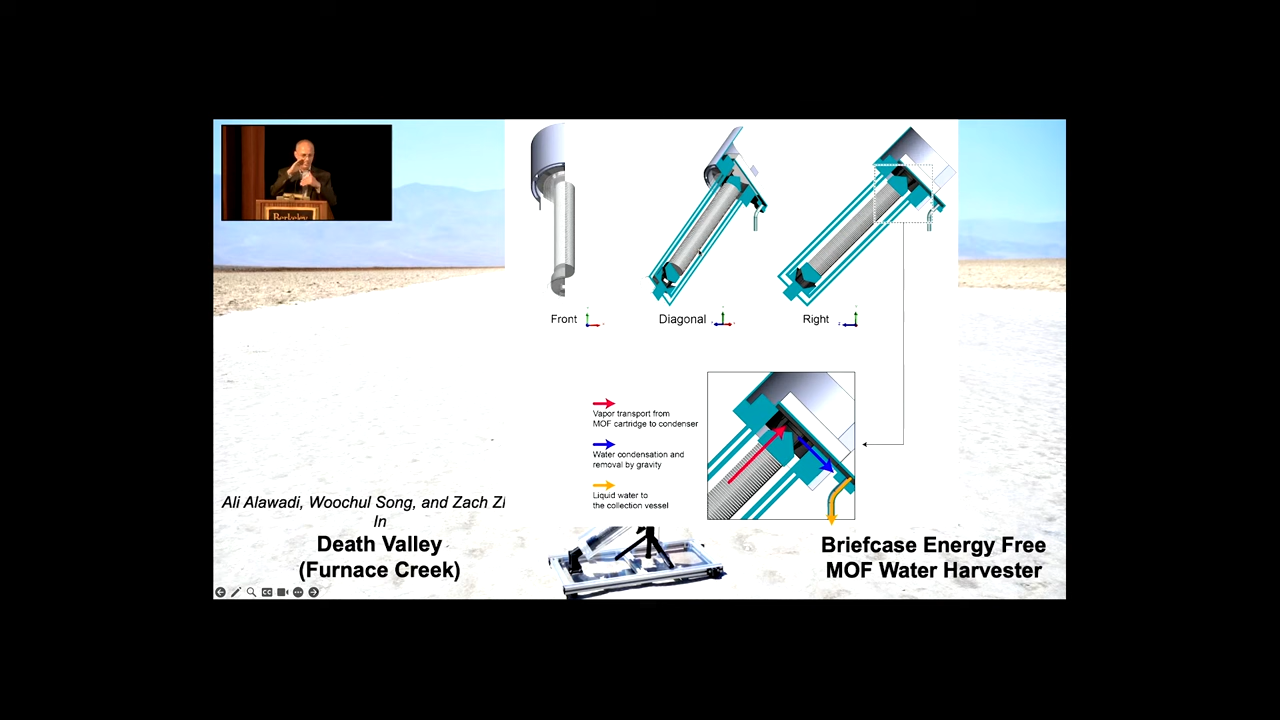 Berkeley
Front
Diagonal
Right
Vapor transport from
MOF cartridge to condenser
Water condensation and
removal by gravity
Liquid water to
the collection vessel
Ali Alawadi, Woochul Song, and Zach
In
Death Valley
(Furnace Creek)
Briefcase Energy Free
MOF Water Harvester
CC